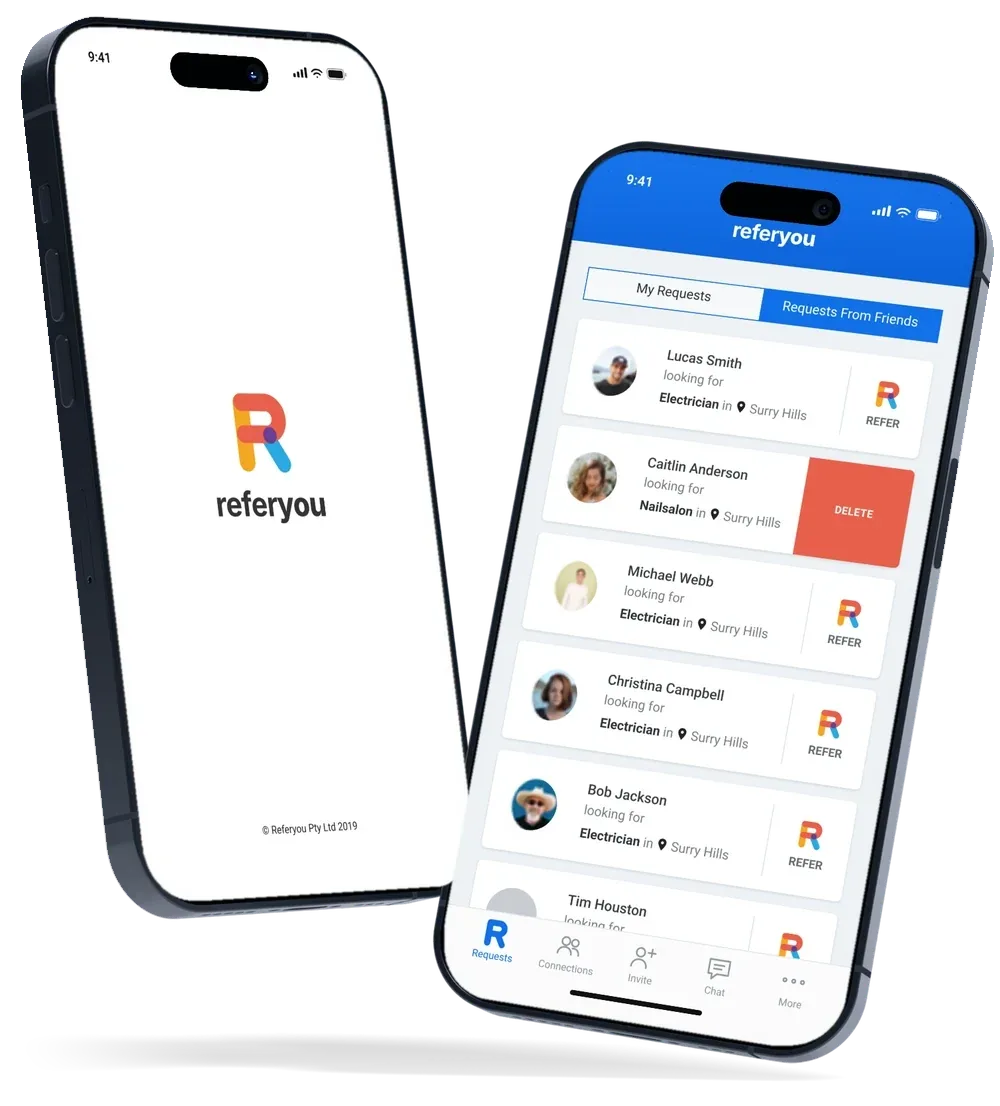 9:41
referyou
© Referyou Pty Ltd 2019
9:41
referyou
My Requests
Requests From Friends
Lucas Smith
looking for
Electrician in Surry Hills
REFER
Caitlin Anderson
looking for
Nailsalon in Surry Hills
DELETE
Michael Webb
looking for
Electrician in Surry Hills
REFER
Christina Campbell
looking for
Electrician in Surry Hills
REFER
Bob Jackson
looking for
Electrician in Surry Hills
REFER
Tim Houston
looking for
Requests
Connections
Invite
Chat
More